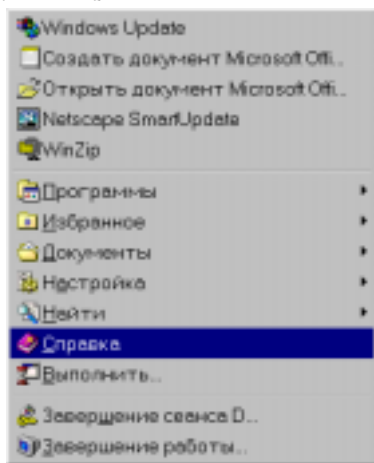 Windows Update
Создать документ Microsoft Offi...
Открыть документ Microsoft Offi...
Netscape SmartUpdate
WinZip
Программы
Избранное
Документы
Настройка
Найти
Справка
Выполнить...
Завершение сеанса D...
Завершение работы...